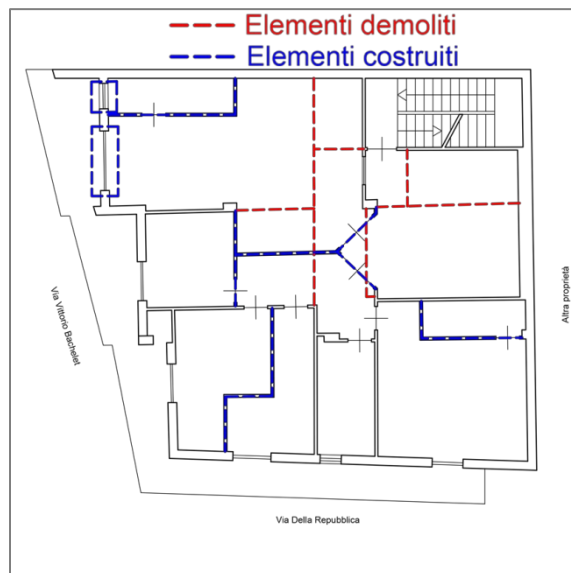 Elementi demoliti
Elementi costruiti
Via Vittorio Bachelet
Altra proprietà
Via Della Repubblica